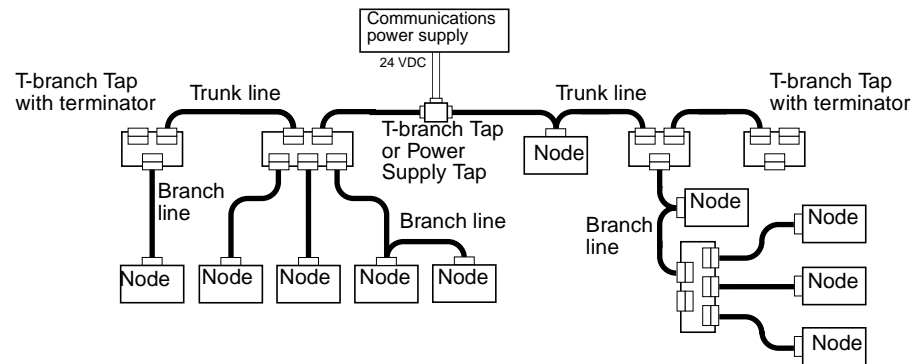 Communications
power supply
24 VDC
T-branch Tap
with terminator
Trunk line
Trunk line
T-branch Tap
with terminator
T-branch Tap
or Power
Supply Tap
Node
Branch
line
Branch line
Node
Branch
line
Node
Node
Node
Node
Node
Node
Node
Node
Node